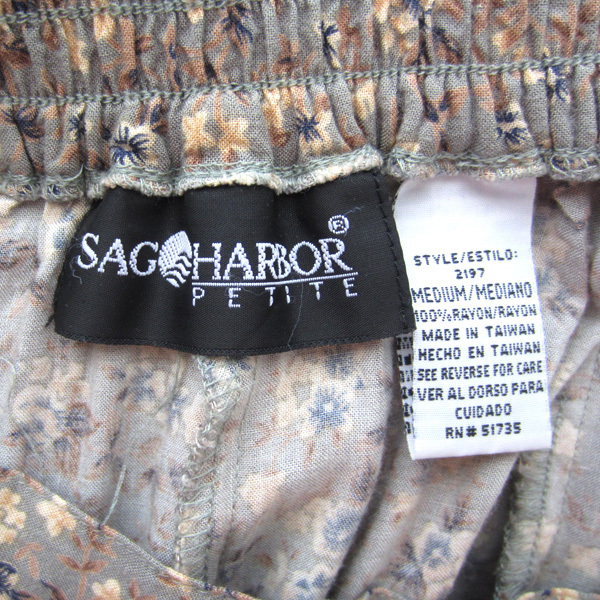 SAG HARBOR®
PETITE
STYLE/ESTILO:
2197
MEDIUM/MEDIANO
100% RAYON/RAYON
MADE IN TAIWAN
HECHO EN TAIWAN
SEE REVERSE FOR CARE
VER AL DORSO PARA
CUIDADO
RN# 51735